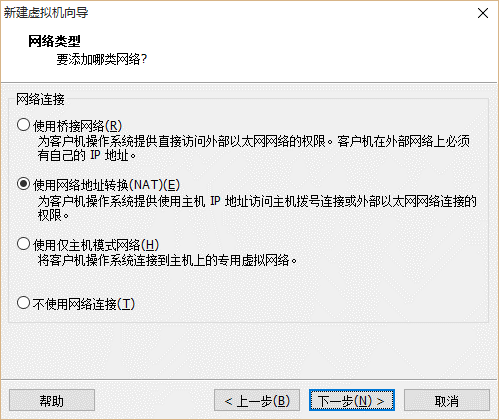 新建虚拟机向导
网络类型
要添加哪类网络?
网络连接
使用桥接网络(R)
为客户机操作系统提供直接访问外部以太网网络的权限。客户机在外部网络上必须
有自己的 IP 地址。
使用网络地址转换(NAT)(E)
为客户机操作系统提供使用主机 IP 地址访问主机拨号连接或外部以太网网络连接的
权限。
使用仅主机模式网络(H)
将客户机操作系统连接到主机上的专用虚拟网络。
不使用网络连接(T)
帮助
< 上一步(B)
下一步(N) >
取消